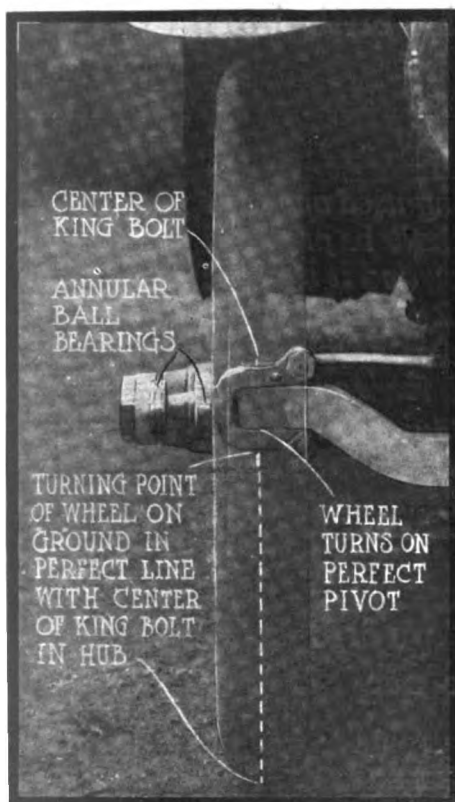 CENTER OF
KING BOLT
ANNULAR
BALL
BEARINGS
TURNING POINT
OF WHEEL ON
GROUND IN
PERFECT LINE
WITH CENTER
OF KING BOLT
IN HUB
WHEEL
TURNS ON
PERFECT
PIVOT